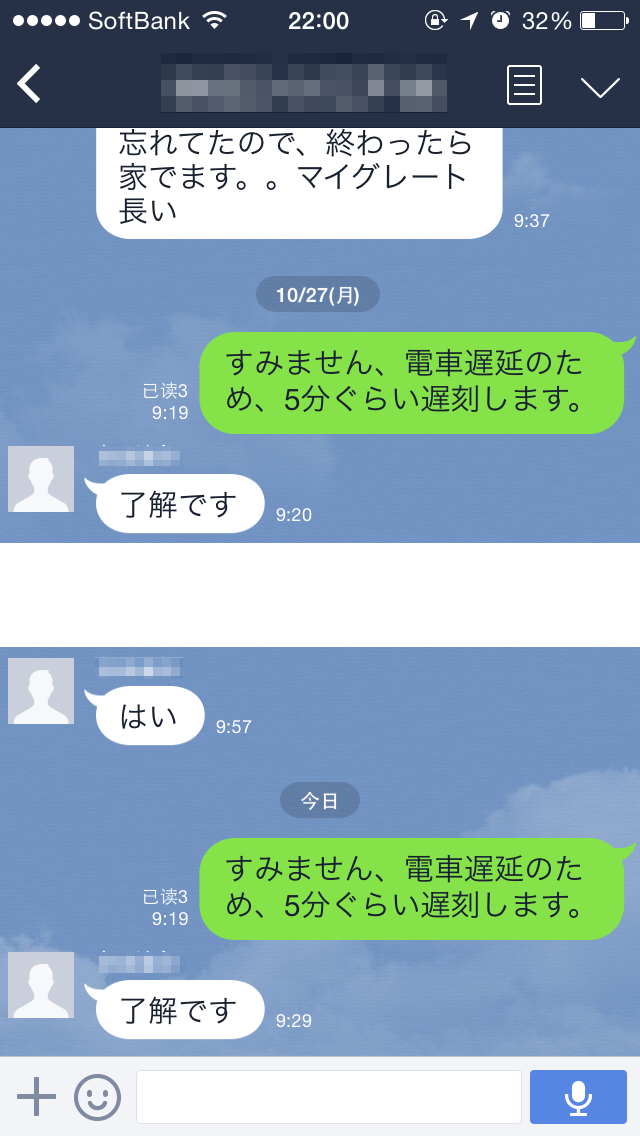 SoftBank 22:00 32%
忘れてたので、終わったら
家でます。。マイグレート
長い
9:37
10/27(月)
すみません、電車遅延のた
め、5分ぐらい遅刻します。
已读3
9:19
了解です
9:20
はい
9:57
今日
すみません、電車遅延のた
め、5分ぐらい遅刻します。
已读3
9:19
了解です
9:29